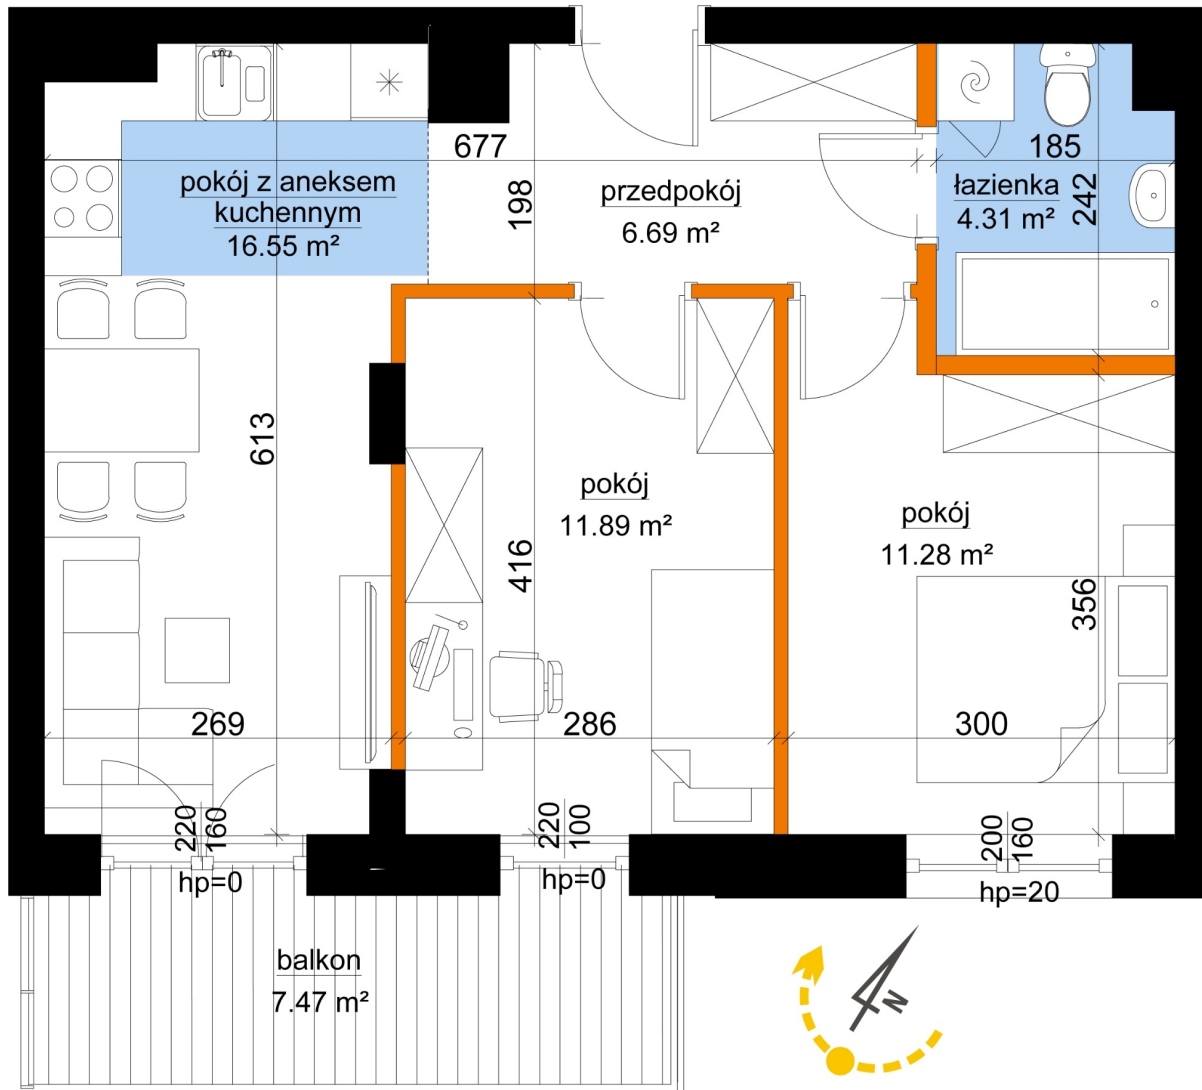 677
185
pokój z aneksem
kuchennym
16.55 m²
198
przedpokój
6.69 m²
łazienka
4.31 m²
242
613
pokój
11.89 m²
416
pokój
11.28 m²
356
269
286
300
220
160
hp=0
220
100
hp=0
200
160
hp=20
balkon
7.47 m²
N